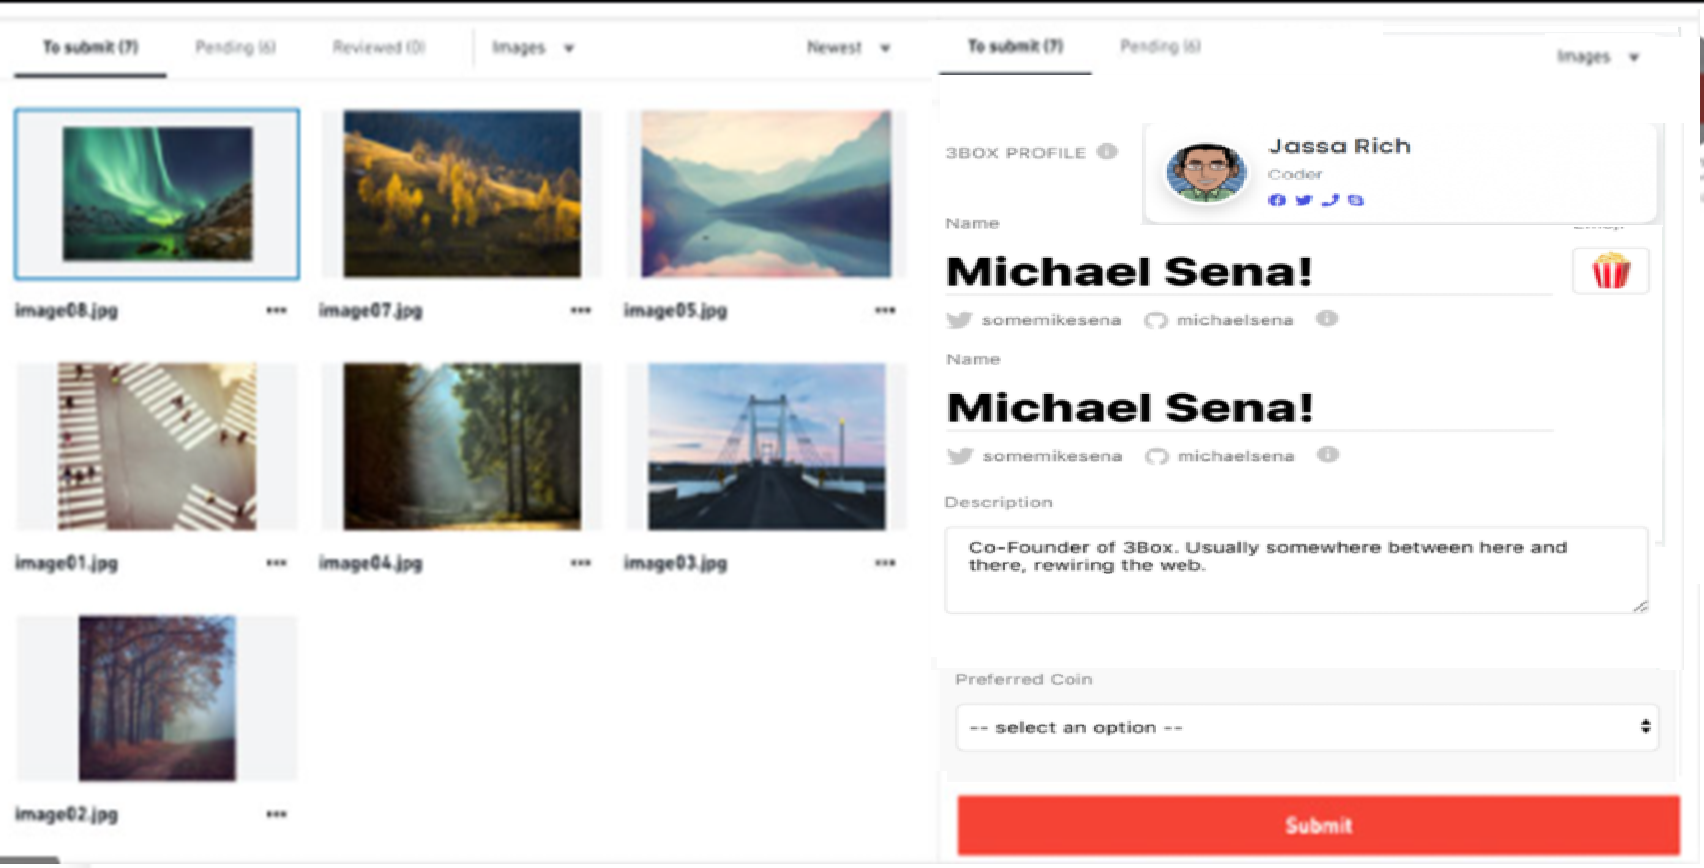 To submit (7) Pending (6) Reviewed (0) Images Newest
image08.jpg image07.jpg image05.jpg
image01.jpg image04.jpg image03.jpg
image02.jpg
To submit (7) Pending (6) Images
3BOX PROFILE
Jassa Rich
Coder
Name
Michael Sena!
somemikesena michaelsena
Name
Michael Sena!
somemikesena michaelsena
Description
Co-Founder of 3Box. Usually somewhere between here and
there, rewiring the web.
Preferred Coin
-- select an option --
Submit